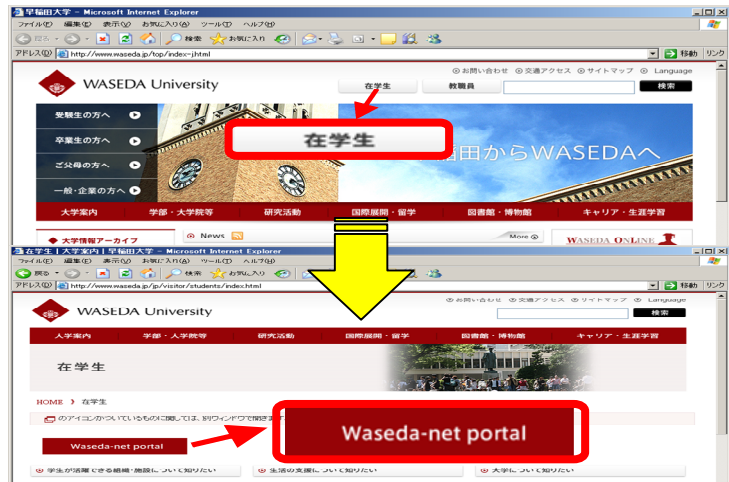 早稲田大学 - Microsoft Internet Explorer
ファイル(F) 編集(E) 表示(V) お気に入り(A) ツール(T) ヘルプ(H)
戻る 検索 お気に入り
アドレス(D) http://www.waseda.jp/top/index-j.html 移動 リンク
お問い合わせ 交通アクセス サイトマップ Language
WASEDA University
在学生 教職員 検索
受験生の方へ
卒業生の方へ
ご父母の方へ
一般・企業の方へ
在学生
稲田からWASEDAへ
大学案内 学部・大学院等 研究活動 国際展開・留学 図書館・博物館 キャリア・生涯学習
大学情報アーカイブ News More WASEDA ONLINE
在学生 | 大学案内 | 早稲田大学 - Microsoft Internet Explorer
ファイル(F) 編集(E) 表示(V) お気に入り(A) ツール(T) ヘルプ(H)
戻る 検索 お気に入り
アドレス(D) http://www.waseda.jp/jp/visitor/students/index.html 移動 リンク
お問い合わせ 交通アクセス サイトマップ Language
WASEDA University
検索
大学案内 学部・大学院等 研究活動 国際展開・留学 図書館・博物館 キャリア・生涯学習
在学生
HOME 》 在学生
のアイコンがついているものに関しては、別ウィンドウで開きます
Waseda-net portal
Waseda-net portal
学生が活躍できる組織・施設について知りたい 生活の支援について知りたい 大学について知りたい